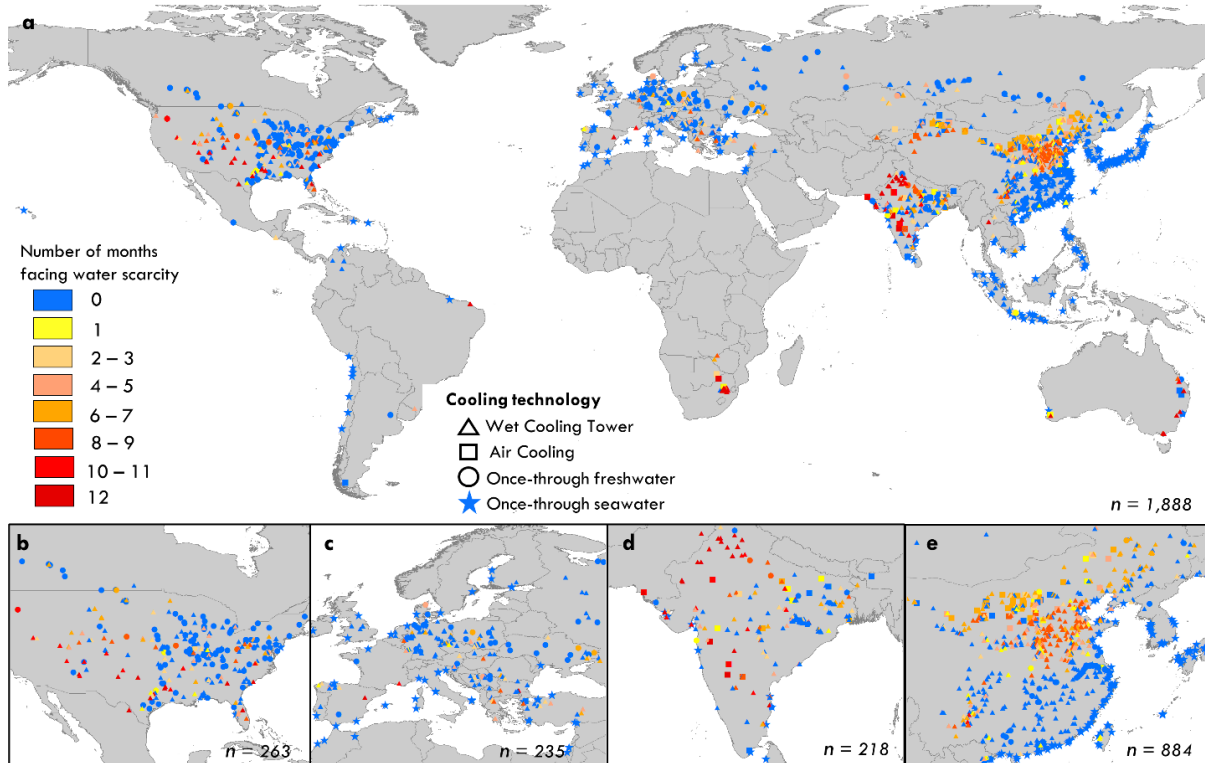 a
Number of months
facing water scarcity
0
1
2 – 3
4 – 5
6 – 7
8 – 9
10 – 11
12
Cooling technology
Wet Cooling Tower
Air Cooling
Once-through freshwater
Once-through seawater
n = 1,888
b
n = 263
c
n = 235
d
n = 218
e
n = 884